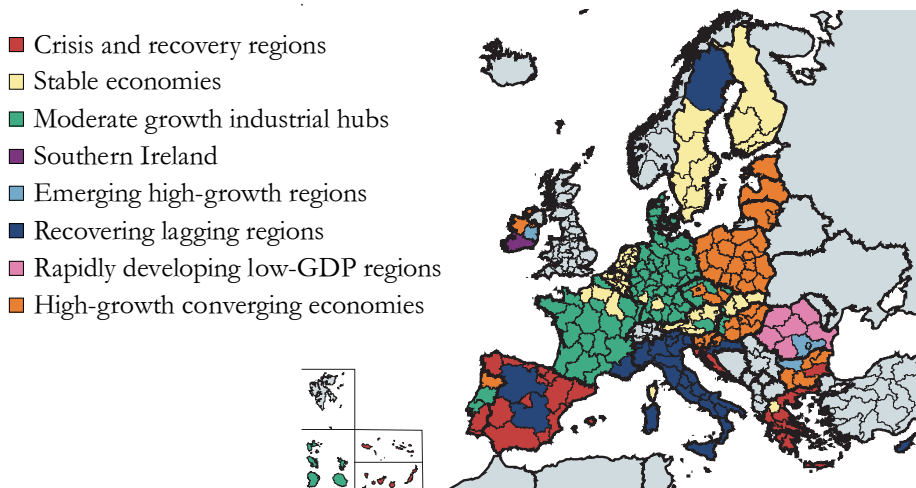 Crisis and recovery regions
Stable economies
Moderate growth industrial hubs
Southern Ireland
Emerging high-growth regions
Recovering lagging regions
Rapidly developing low-GDP regions
High-growth converging economies